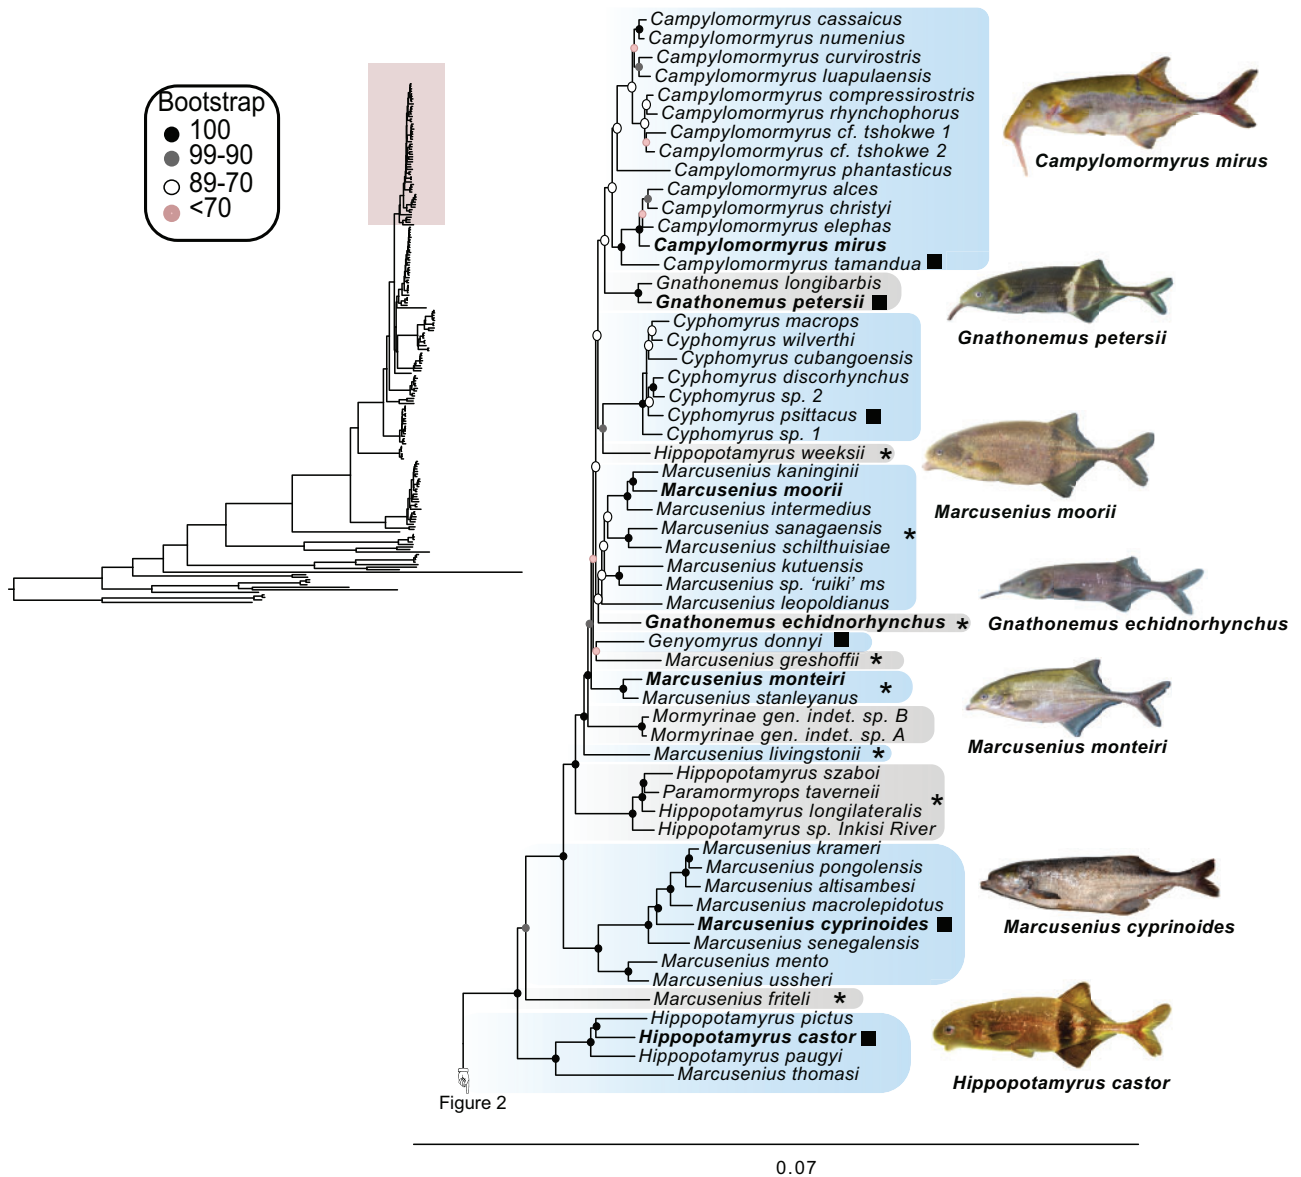 Bootstrap
100
99-90
89-70
<70
Campylomormyrus cassaicus
Campylomormyrus numenius
Campylomormyrus curvirostris
Campylomormyrus luapulaensis
Campylomormyrus compressirostris
Campylomormyrus rhynchophorus
Campylomormyrus cf. tshokwe 1
Campylomormyrus cf. tshokwe 2
Campylomormyrus phantasticus
Campylomormyrus alces
Campylomormyrus christyi
Campylomormyrus elephas
Campylomormyrus mirus
Campylomormyrus tamandua
Gnathonemus longibarbis
Gnathonemus petersii
Cyphomyrus macrops
Cyphomyrus wilverthi
Cyphomyrus cubangoensis
Cyphomyrus discorhynchus
Cyphomyrus sp. 2
Cyphomyrus psittacus
Cyphomyrus sp. 1
Hippopotamyrus weeksii *
Marcusenius kaninginii
Marcusenius moorii
Marcusenius intermedius
Marcusenius sanagaensis *
Marcusenius schilthuisiae
Marcusenius kutuensis
Marcusenius sp. ‘ruiki’ ms
Marcusenius leopoldianus
Gnathonemus echidnorhynchus *
Genyomyrus donnyi
Marcusenius greshoffii *
Marcusenius monteiri *
Marcusenius stanleyanus
Mormyrinae gen. indet. sp. B
Mormyrinae gen. indet. sp. A
Marcusenius livingstonii *
Hippopotamyrus szaboi
Paramormyrops taverneii *
Hippopotamyrus longilateralis
Hippopotamyrus sp. Inkisi River
Marcusenius krameri
Marcusenius pongolensis
Marcusenius altisambesi
Marcusenius macrolepidotus
Marcusenius cyprinoides
Marcusenius senegalensis
Marcusenius mento
Marcusenius ussheri
Marcusenius friteli *
Hippopotamyrus pictus
Hippopotamyrus castor
Hippopotamyrus paugyi
Marcusenius thomasi
Figure 2
0.07
Campylomormyrus mirus
Gnathonemus petersii
Marcusenius moorii
Gnathonemus echidnorhynchus
Marcusenius monteiri
Marcusenius cyprinoides
Hippopotamyrus castor